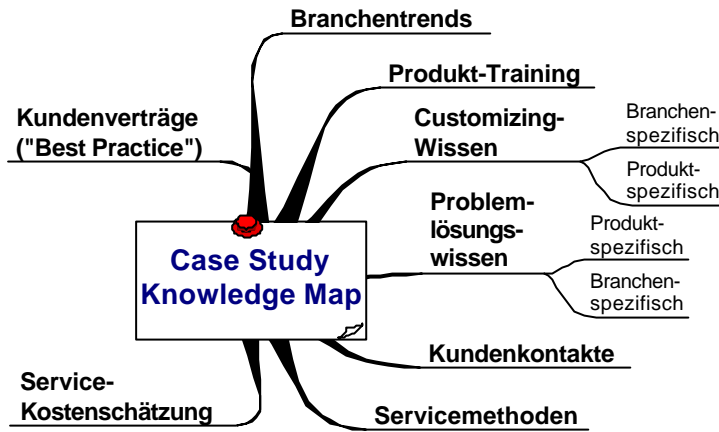 Branchentrends
Produkt-Training
Kundenverträge
("Best Practice")
Customizing-
Wissen
Branchen-
spezifisch
Produkt-
spezifisch
Problem-
lösungs-
wissen
Produkt-
spezifisch
Branchen-
spezifisch
Case Study
Knowledge Map
Kundenkontakte
Service-
Kostenschätzung
Servicemethoden